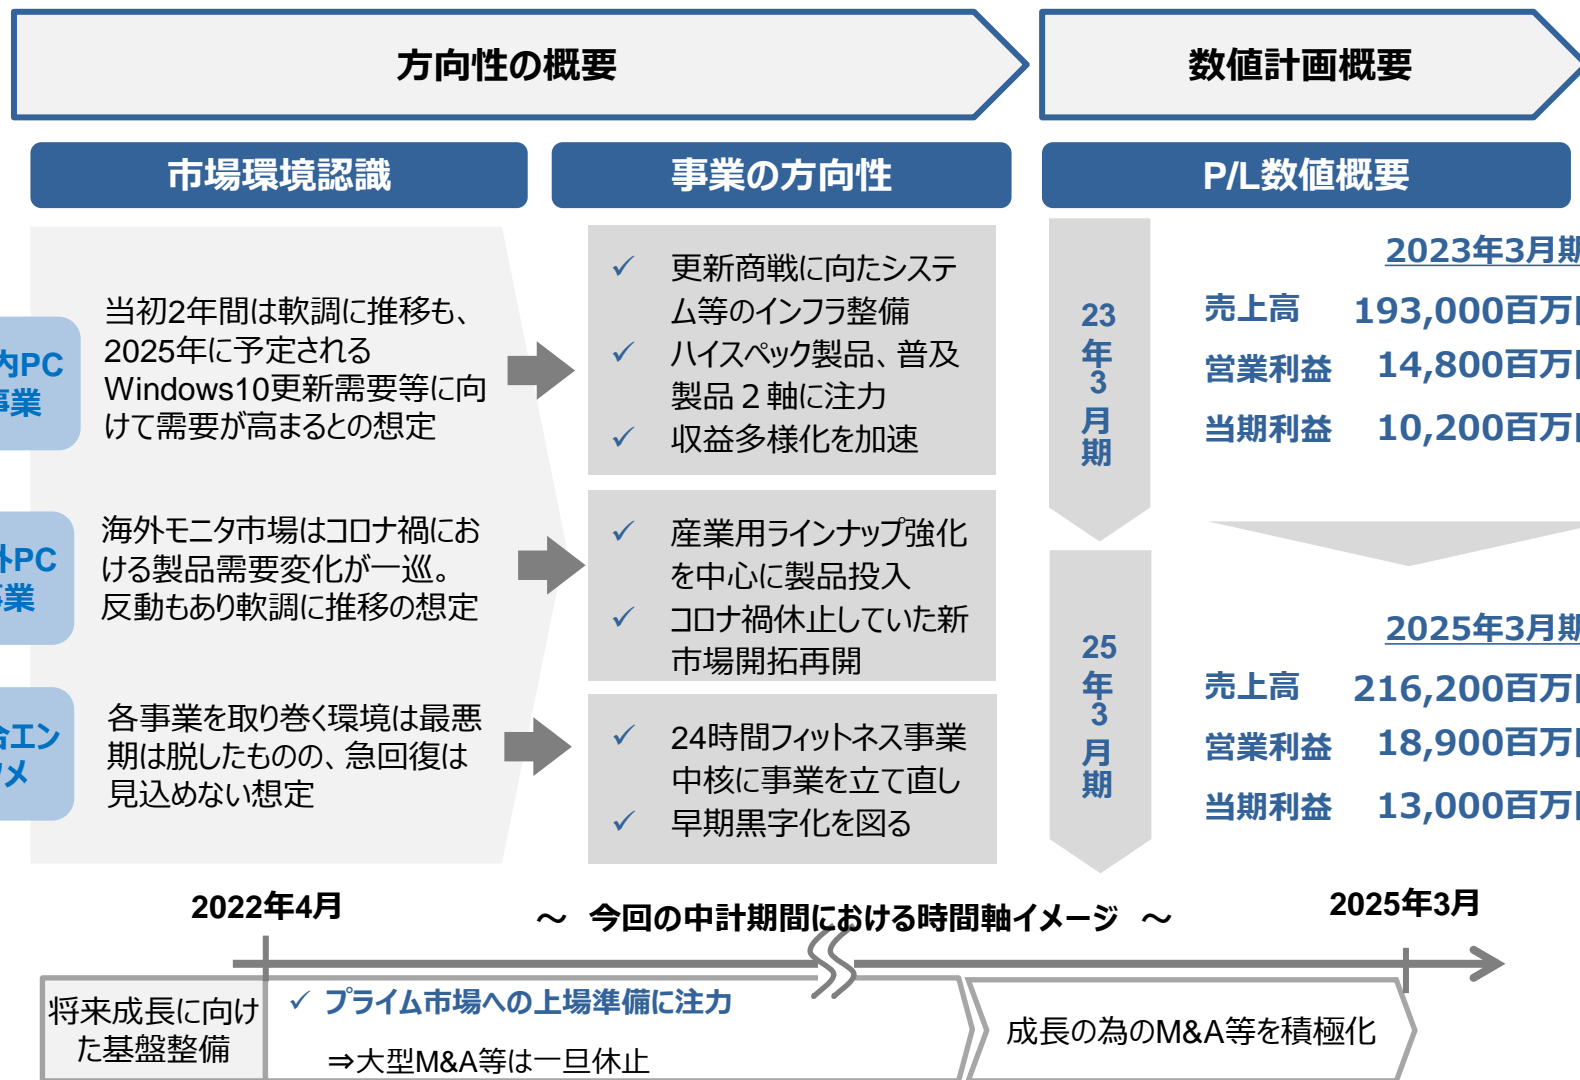 方向性の概要
数値計画概要
市場環境認識
事業の方向性
P/L数値概要
内PC
事業
当初2年間は軟調に推移も、
2025年に予定される
Windows10更新需要等に向
けて需要が高まるとの想定
✓ 更新商戦に向たシステ
ム等のインフラ整備
✓ ハイスペック製品、普及
製品２軸に注力
✓ 収益多様化を加速
23年3月期
2023年3月期
売上高 193,000百万円
営業利益 14,800百万円
当期利益 10,200百万円
外PC
事業
海外モニタ市場はコロナ禍にお
ける製品需要変化が一巡。
反動もあり軟調に推移の想定
✓ 産業用ラインナップ強化
を中心に製品投入
✓ コロナ禍休止していた新
市場開拓再開
25年3月期
2025年3月期
売上高 216,200百万円
営業利益 18,900百万円
当期利益 13,000百万円
合エン
タメ
各事業を取り巻く環境は最悪
期は脱したものの、急回復は
見込めない想定
✓ 24時間フィットネス事業
中核に事業を立て直し
✓ 早期黒字化を図る
2022年4月
～ 今回の中計期間における時間軸イメージ ～
2025年3月
将来成長に向け
た基盤整備
✓ プライム市場への上場準備に注力
⇒大型M&A等は一旦休止
成長の為のM&A等を積極化